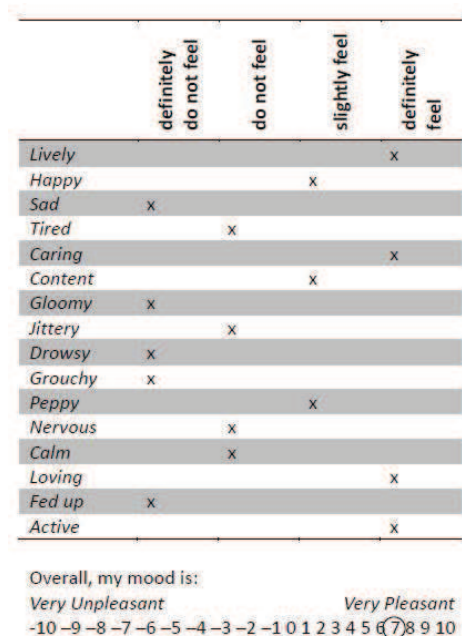 definitely do not feel
do not feel
slightly feel
definitely feel
Lively x
Happy x
Sad x
Tired x
Caring x
Content x
Gloomy x
Jittery x
Drowsy x
Grouchy x
Peppy x
Nervous x
Calm x
Loving x
Fed up x
Active x
Overall, my mood is:
Very Unpleasant Very Pleasant
-10 –9 –8 –7 –6 –5 –4 –3 –2 –1 0 1 2 3 4 5 6 7 8 9 10